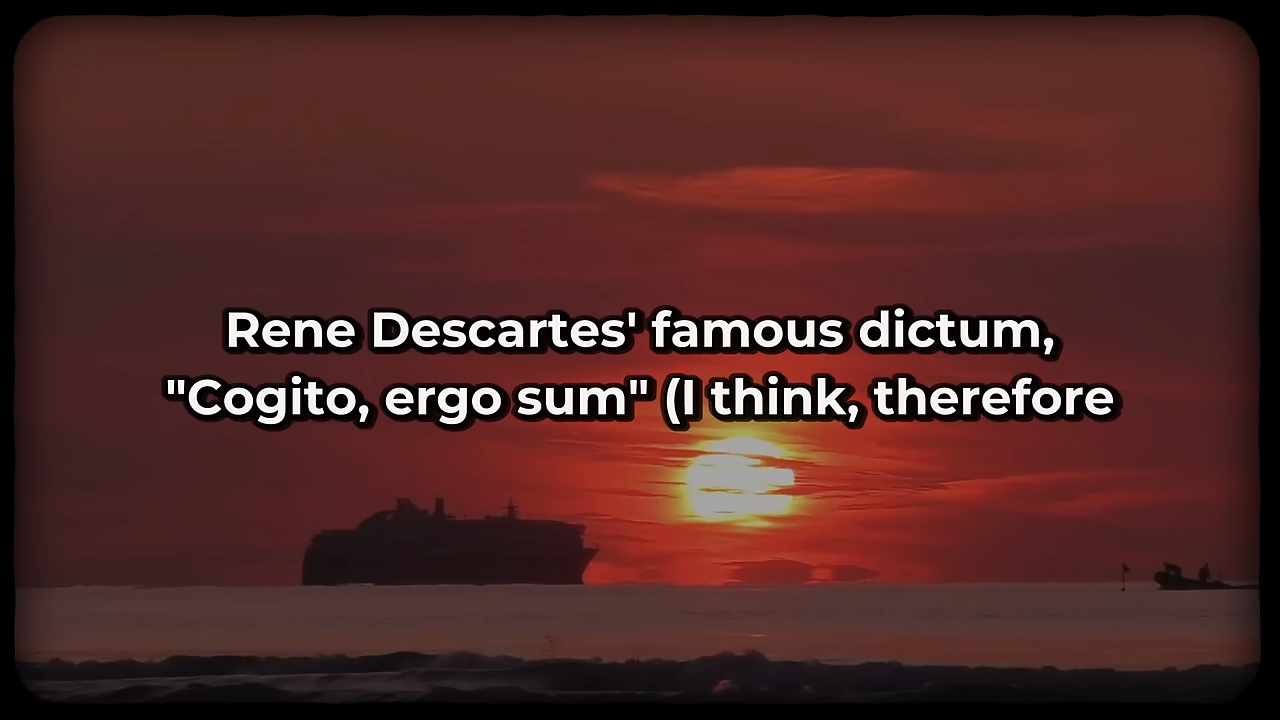 Rene Descartes' famous dictum,
"Cogito, ergo sum" (I think, therefore